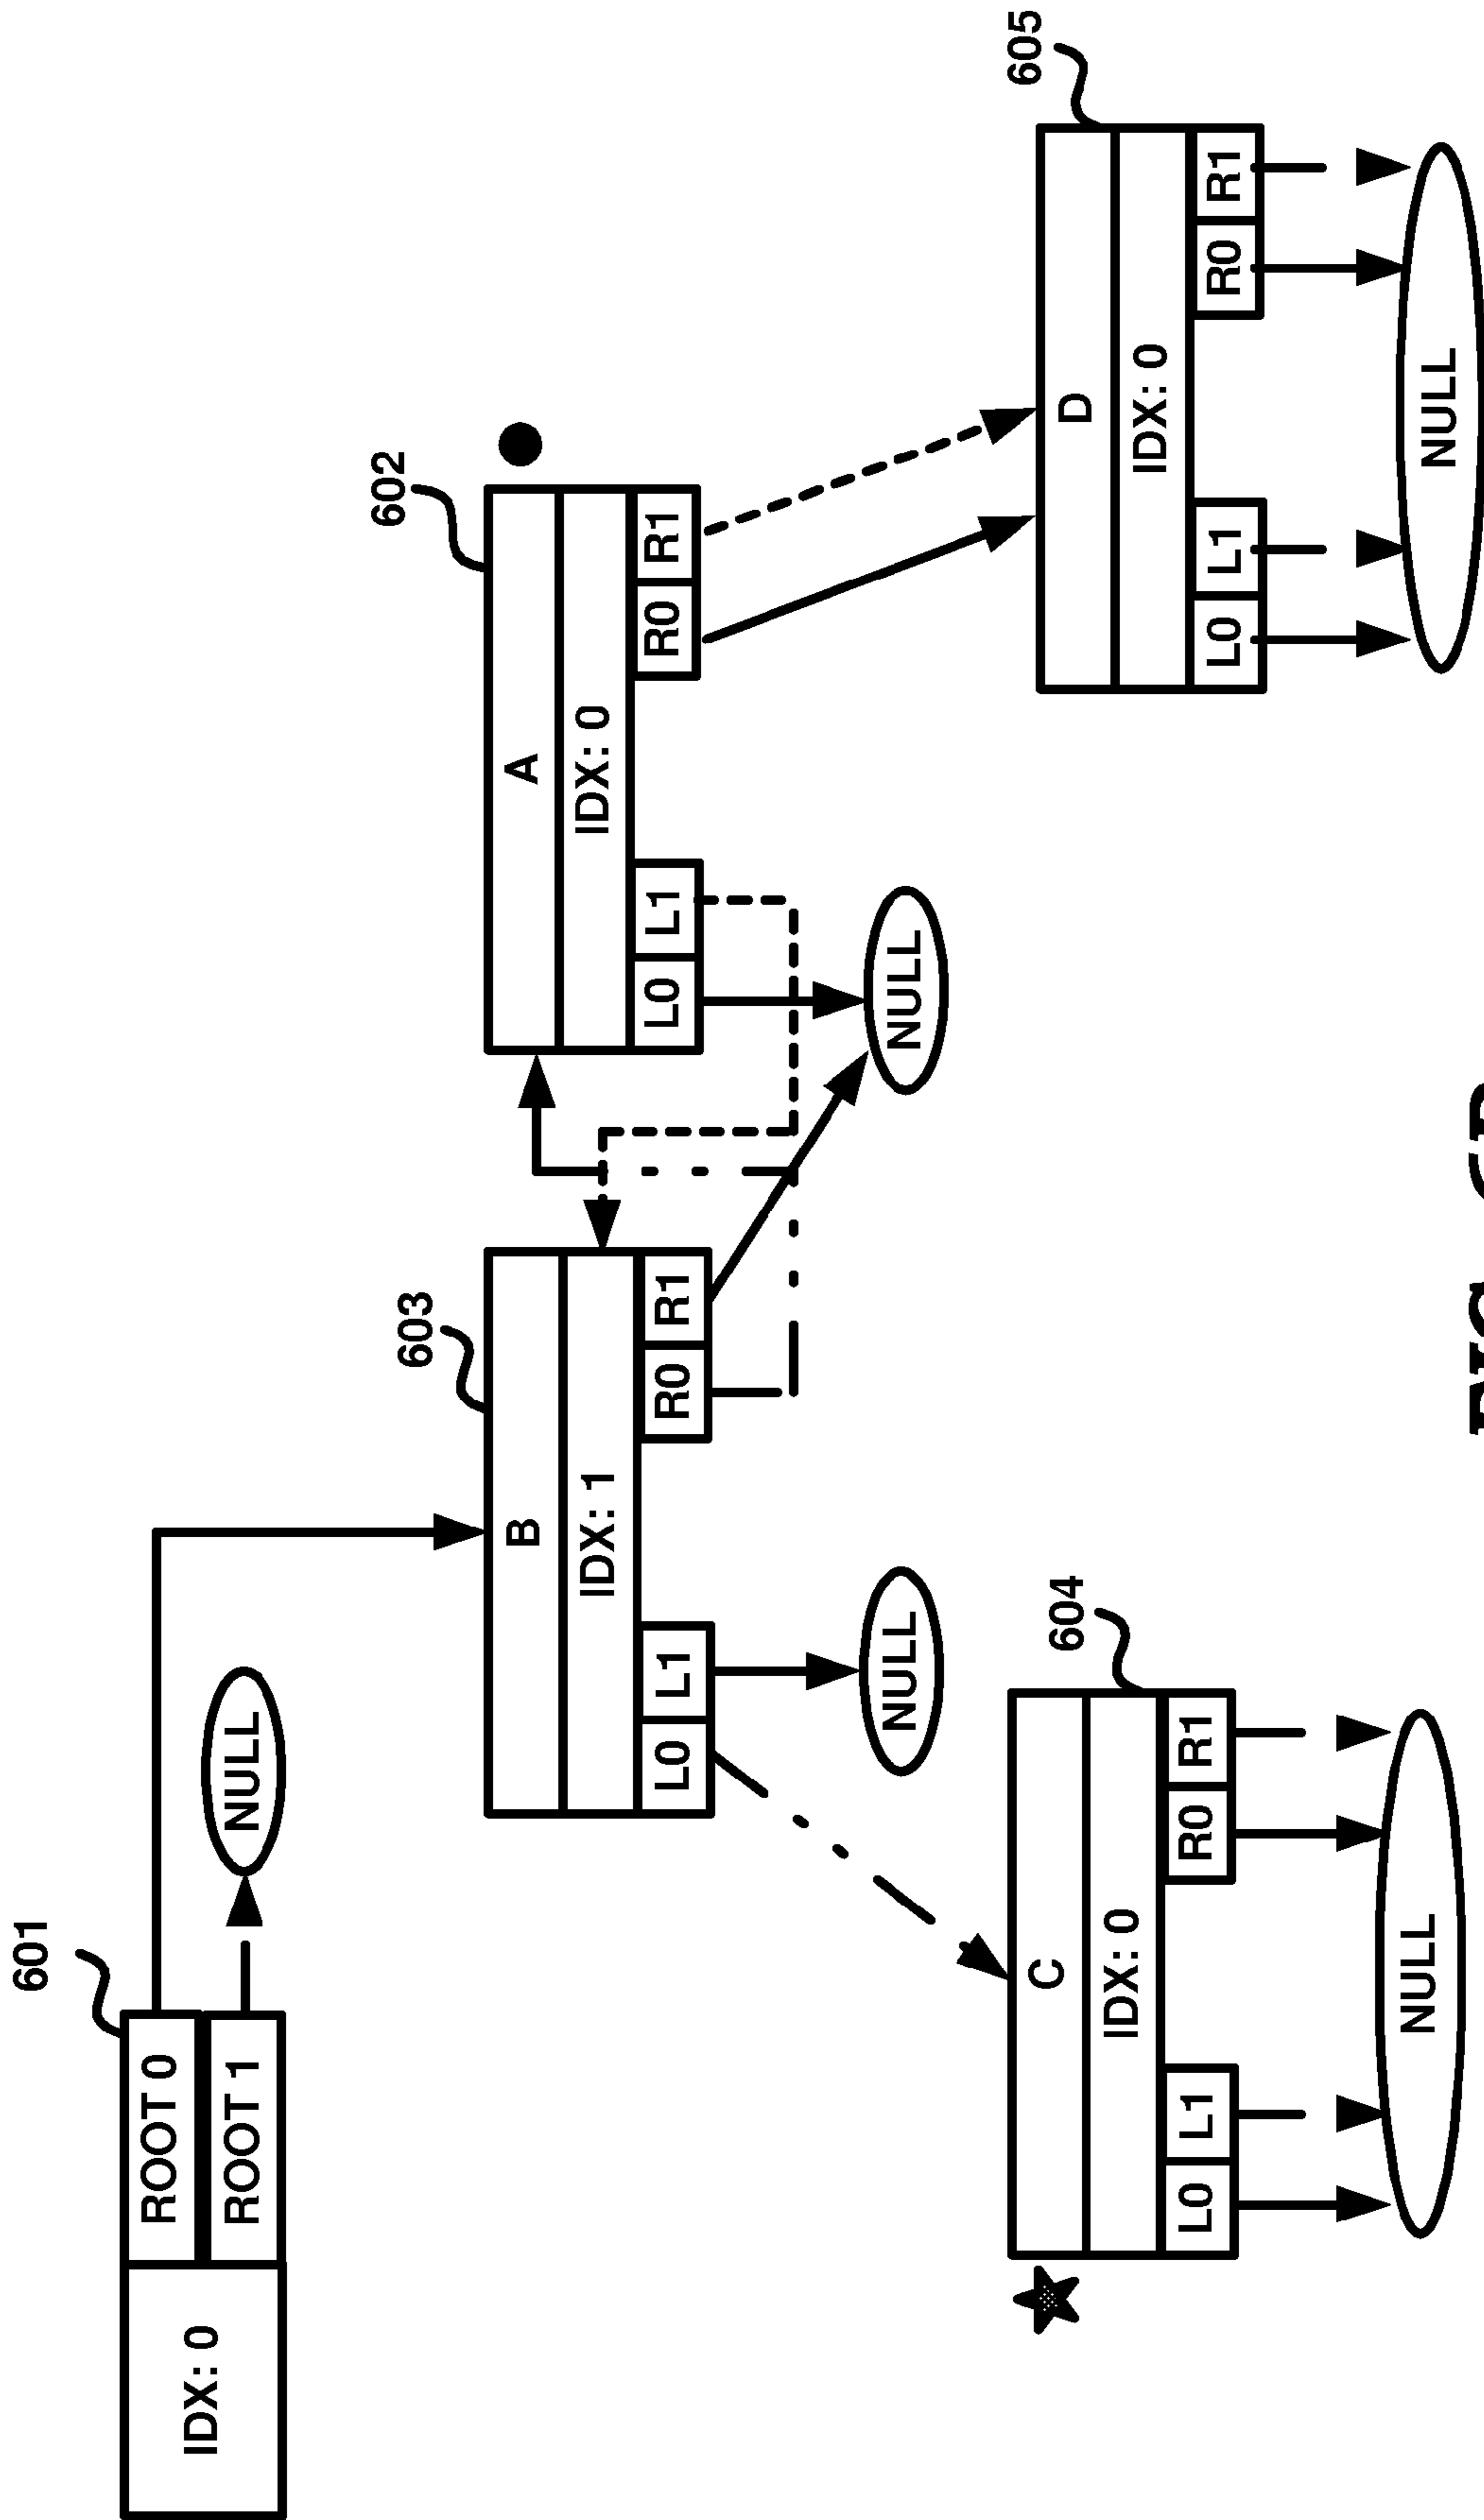 601
ROOT 0
IDX: 0
ROOT 1
NULL
602
603
B
A
IDX: 1
IDX: 0
L0 L1 R0 R1
L0 L1 R0 R1
NULL
NULL
605
604
C
D
IDX: 0
IDX: 0
L0 L1 R0 R1
L0 L1 R0 R1
NULL
NULL